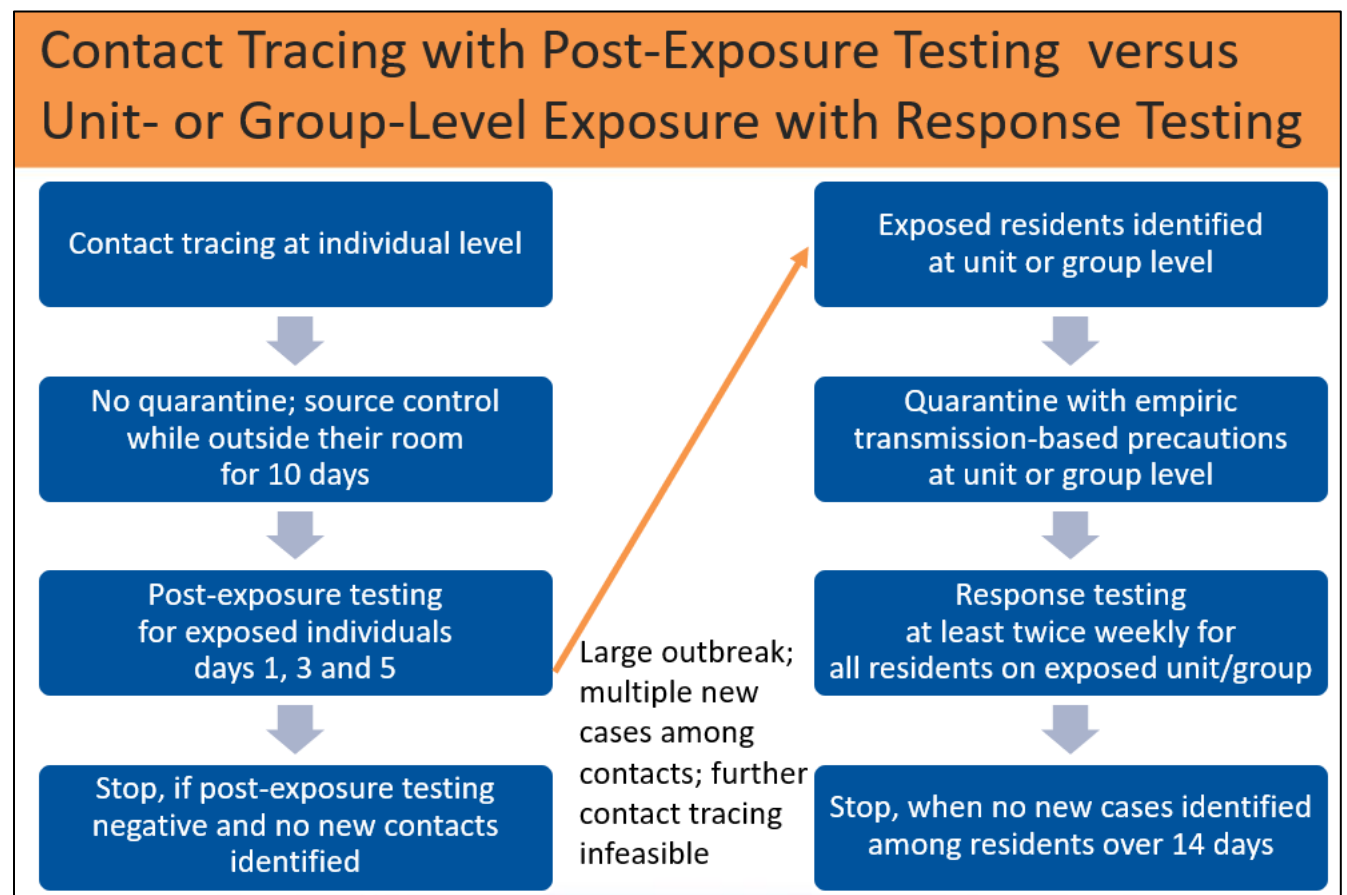 Contact Tracing with Post-Exposure Testing versus
Unit- or Group-Level Exposure with Response Testing
Contact tracing at individual level
No quarantine; source control
while outside their room
for 10 days
Post-exposure testing
for exposed individuals
days 1, 3 and 5
Stop, if post-exposure testing
negative and no new contacts
identified
Large outbreak;
multiple new
cases among
contacts; further
contact tracing
infeasible
Exposed residents identified
at unit or group level
Quarantine with empiric
transmission-based precautions
at unit or group level
Response testing
at least twice weekly for
all residents on exposed unit/group
Stop, when no new cases identified
among residents over 14 days